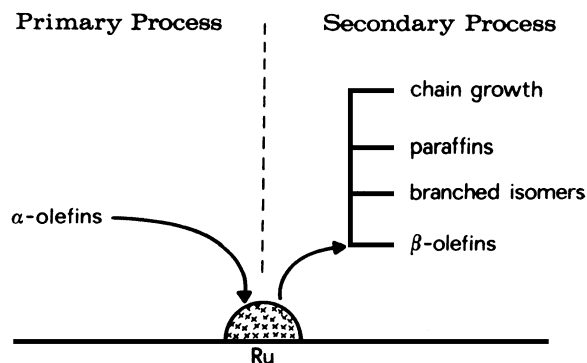 Primary Process
Secondary Process
chain growth
paraffins
branched isomers
α-olefins
β-olefins
Ru